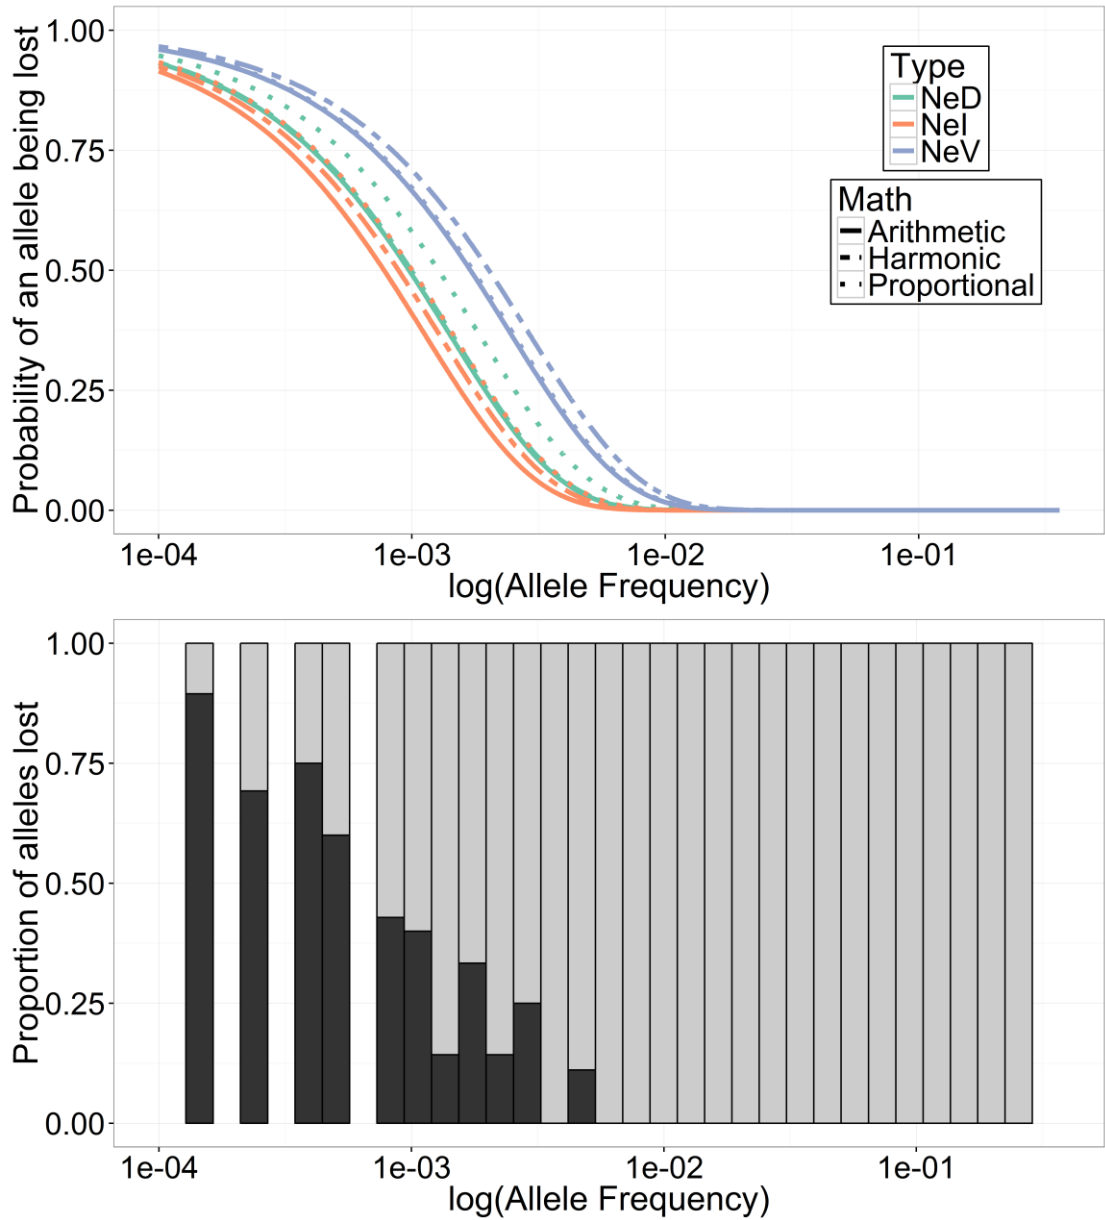 Probability of an allele being lost
1.00
0.75
0.50
0.25
0.00
Type
NeD
NeI
NeV
Math
Arithmetic
Harmonic
Proportional
1e-04 1e-03 1e-02 1e-01
log(Allele Frequency)
Proportion of alleles lost
1.00
0.75
0.50
0.25
0.00
1e-04 1e-03 1e-02 1e-01
log(Allele Frequency)